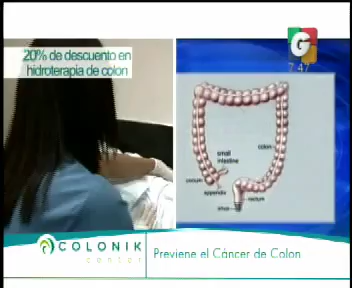 20% de descuento en
hidroterapia de colon
G
7:47
small
intestine
colon
cecum
appendix
rectum
anus
COLONIK
center
Previene el Cáncer de Colon